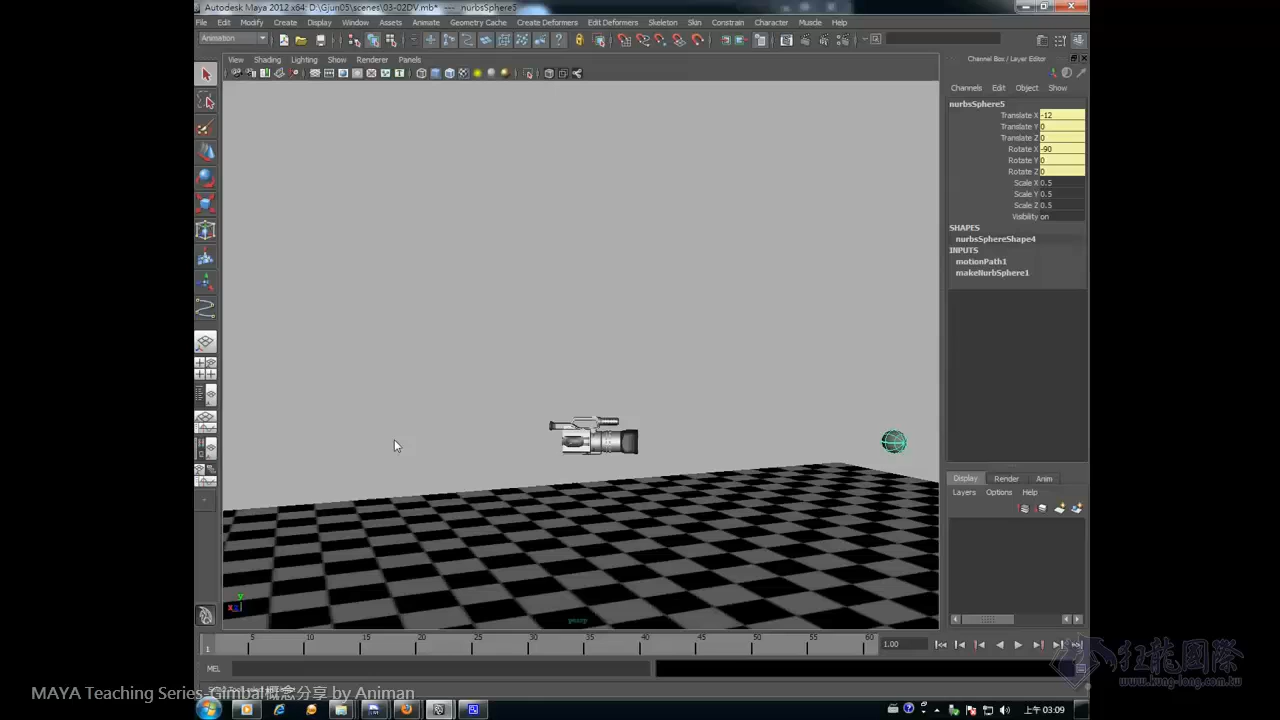 Autodesk Maya 2012 x64: D:\Gjun05\scenes\03-02DV.mb* --- nurbsSphere5
File Edit Modify Create Display Window Assets Animate Geometry Cache Create Deformers Edit Deformers Skeleton Skin Constrain Character Muscle Help
Animation
View Shading Lighting Show Renderer Panels
Channel Box / Layer Editor
Channels Edit Object Show
nurbsSphere5
Translate X -12
Translate Y 0
Translate Z 0
Rotate X -90
Rotate Y 0
Rotate Z 0
Scale X 0.5
Scale Y 0.5
Scale Z 0.5
Visibility on
SHAPES
nurbsSphereShape4
INPUTS
motionPath1
makeNurbSphere1
Display Render Anim
Layers Options Help
y
x
persp
1 5 10 15 20 25 30 35 40 45 50 55 60 1.00
MEL
紅龍國際
www.kung-long.com.tw
MAYA Teaching Series-Gimbal概念分享 by Animan
上午 03:09